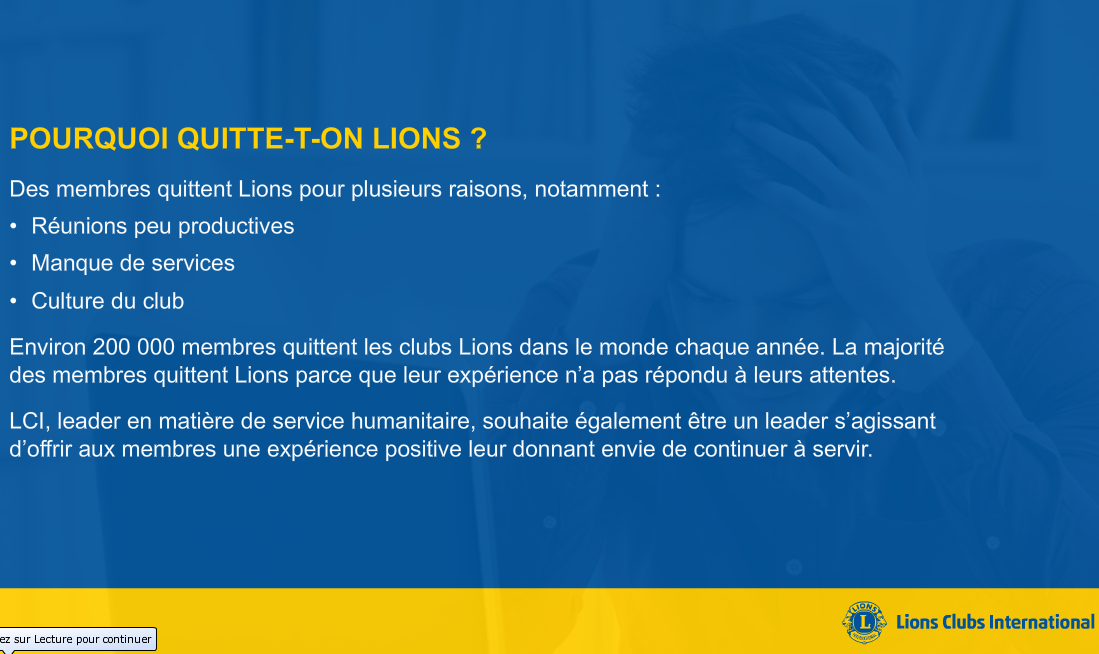 POURQUOI QUITTE-T-ON LIONS ?
Des membres quittent Lions pour plusieurs raisons, notamment :
• Réunions peu productives
• Manque de services
• Culture du club
Environ 200 000 membres quittent les clubs Lions dans le monde chaque année. La majorité
des membres quittent Lions parce que leur expérience n’a pas répondu à leurs attentes.
LCI, leader en matière de service humanitaire, souhaite également être un leader s’agissant
d’offrir aux membres une expérience positive leur donnant envie de continuer à servir.
LIONS
L
Lions Clubs International
ez sur Lecture pour continuer